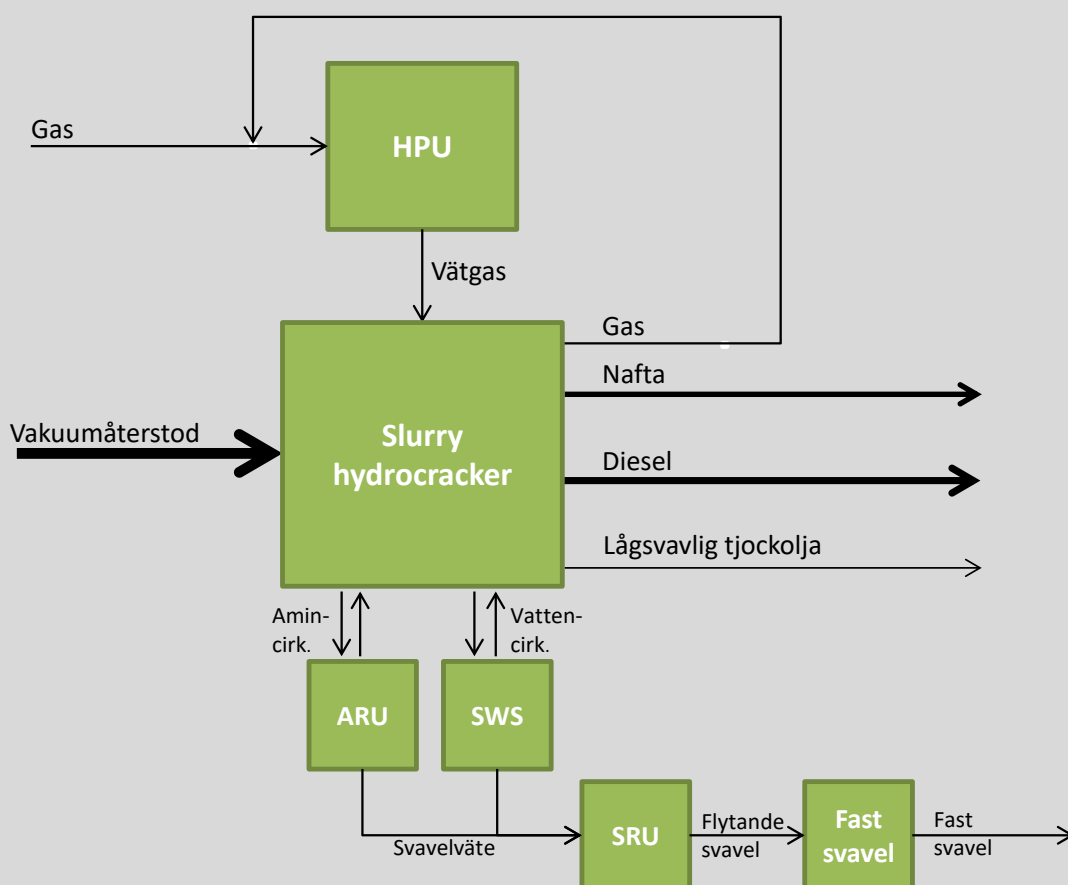 Gas
HPU
Vätgas
Gas
Nafta
Vakuumåterstod
Slurry
hydrocracker
Diesel
Lågsvavlig tjockolja
Amin-
cirk.
Vatten-
cirk.
ARU
SWS
Svavelväte
SRU
Flytande
svavel
Fast
svavel
Fast
svavel